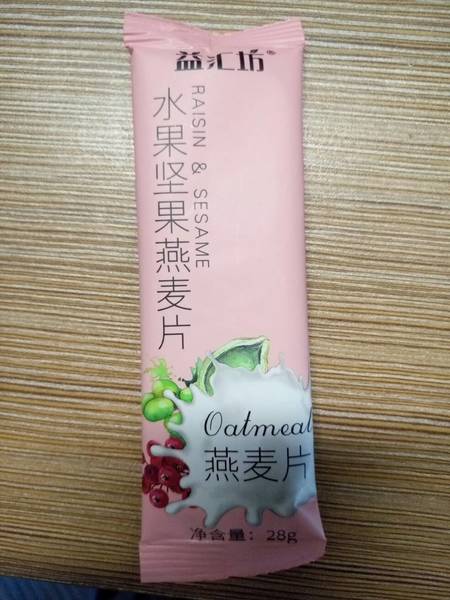 益汇坊®
水果坚果燕麦片
RAISIN & SESAME
Oatmeal
燕麦片
净含量：28g